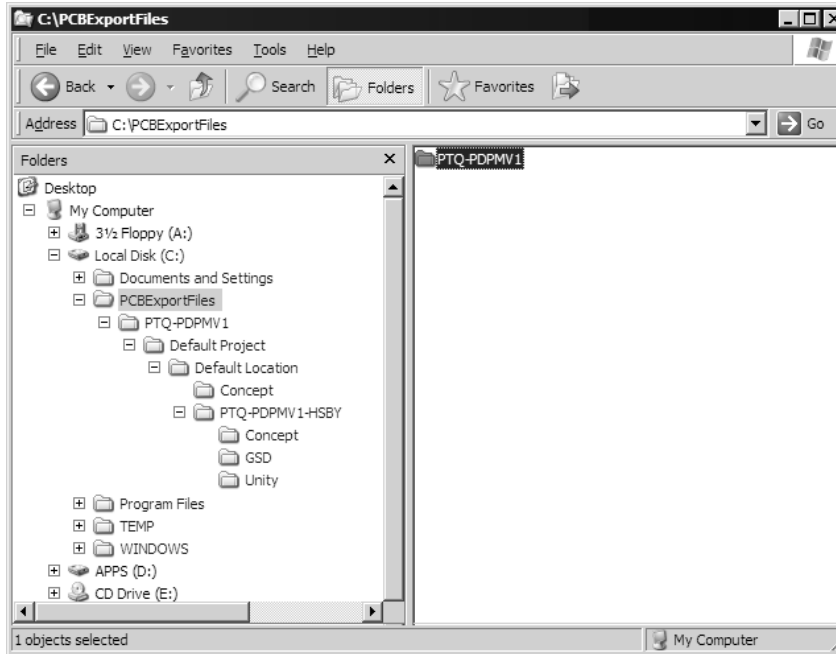 C:\PCBExportFiles
File Edit View Favorites Tools Help
Back Search Folders Favorites
Address C:\PCBExportFiles Go
Folders x
Desktop
My Computer
3½ Floppy (A:)
Local Disk (C:)
Documents and Settings
PCBExportFiles
PTQ-PDPMV1
Default Project
Default Location
Concept
PTQ-PDPMV1-HSBY
Concept
GSD
Unity
Program Files
TEMP
WINDOWS
APPS (D:)
CD Drive (E:)
PTQ-PDPMV1
1 objects selected My Computer